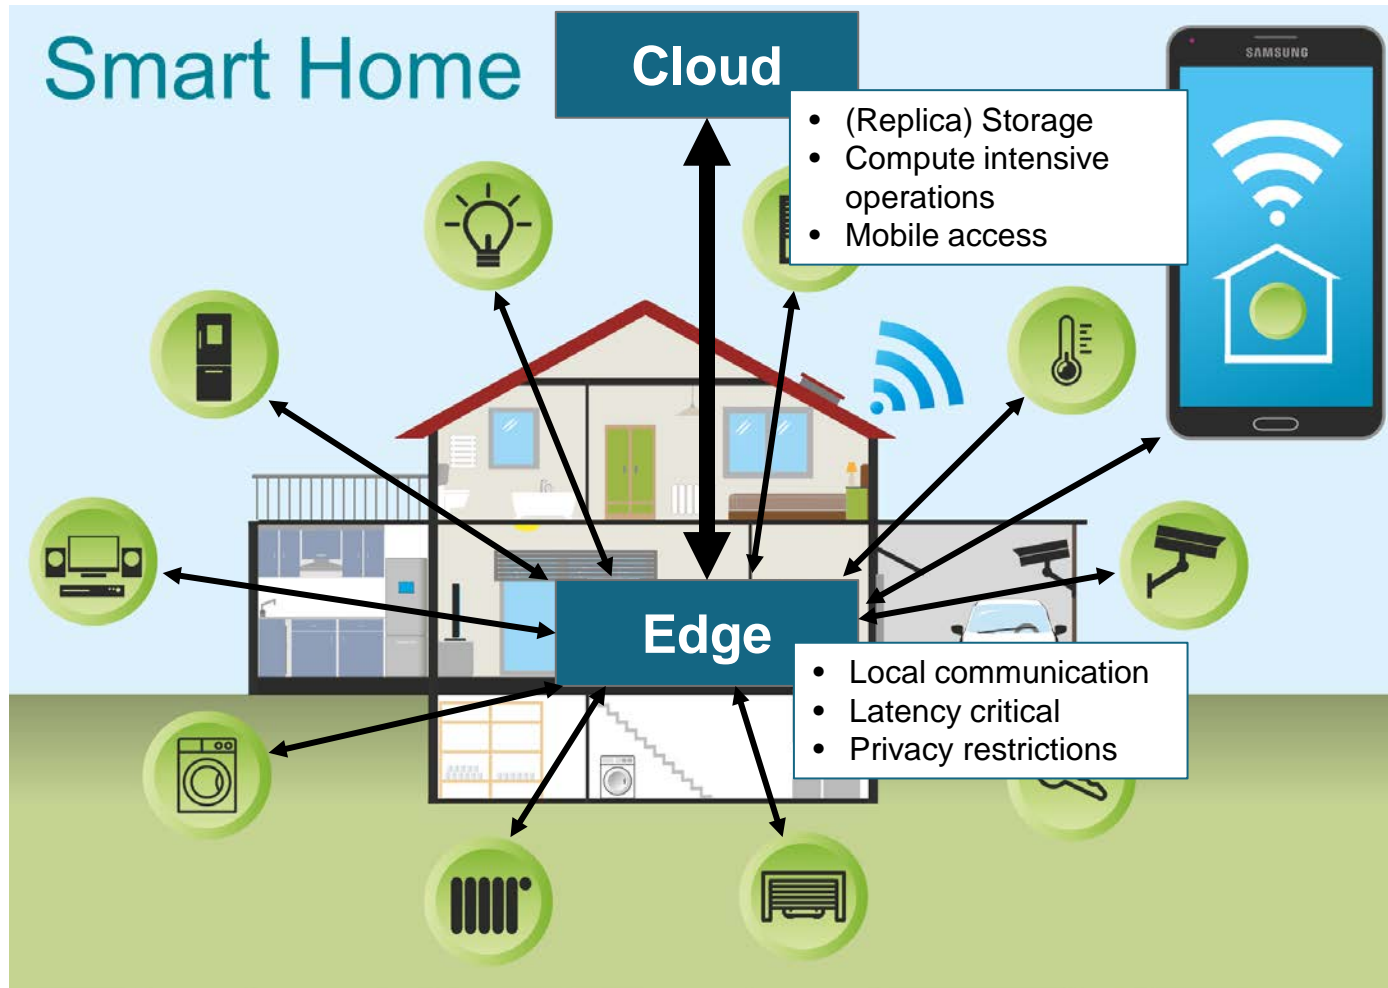 Smart Home
Cloud
SAMSUNG
• (Replica) Storage
• Compute intensive
operations
• Mobile access
Edge
• Local communication
• Latency critical
• Privacy restrictions